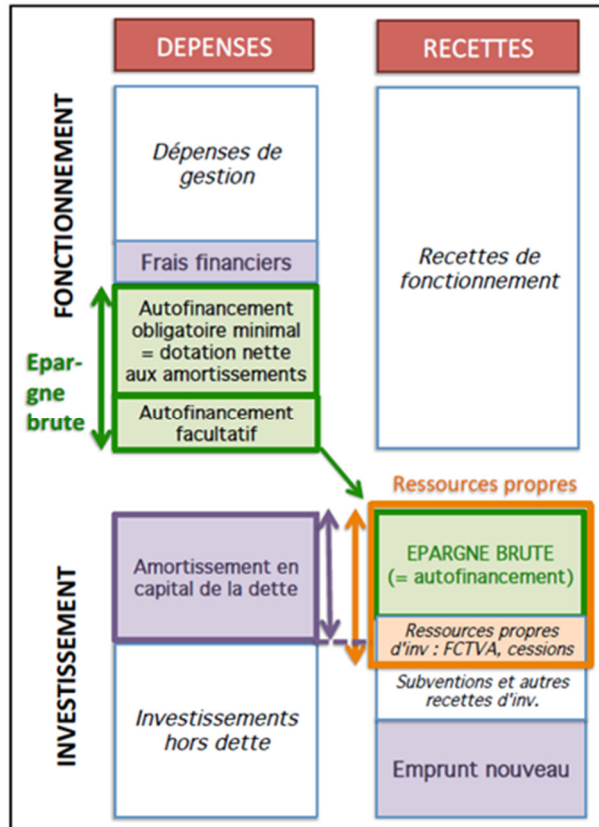 DEPENSES
RECETTES
FONCTIONNEMENT
Dépenses de
gestion
Frais financiers
Autofinancement
obligatoire minimal
= dotation nette
aux amortissements
Autofinancement
facultatif
Epar-
gne
brute
Recettes de
fonctionnement
Ressources propres
INVESTISSEMENT
Amortissement en
capital de la dette
Investissements
hors dette
EPARGNE BRUTE
(= autofinancement)
Ressources propres
d'inv : FCTVA, cessions
Subventions et autres
recettes d'inv.
Emprunt nouveau